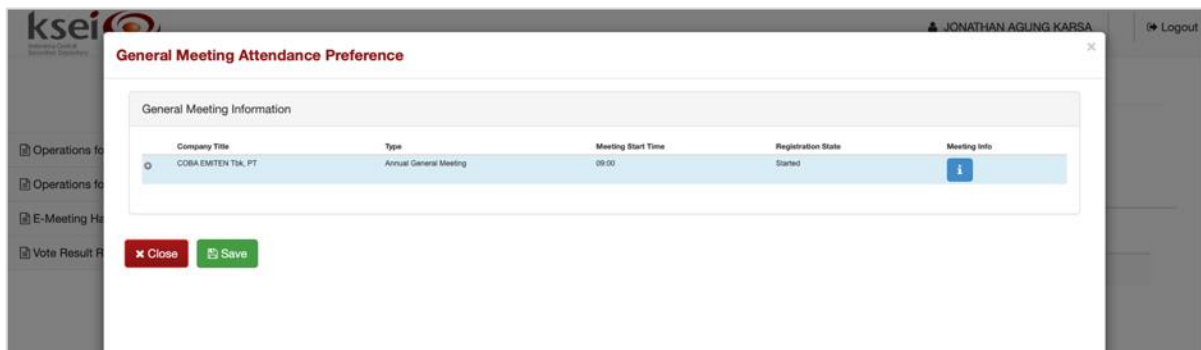 ksei
Indonesia Central
Securities Depository
JONATHAN AGUNG KARSA
Logout
General Meeting Attendance Preference
×
General Meeting Information
Company Title Type Meeting Start Time Registration State Meeting Info
COBA EMITEN Tbk, PT Annual General Meeting 09:00 Started i
Operations fo
Operations fo
E-Meeting Ha
Vote Result R
× Close Save